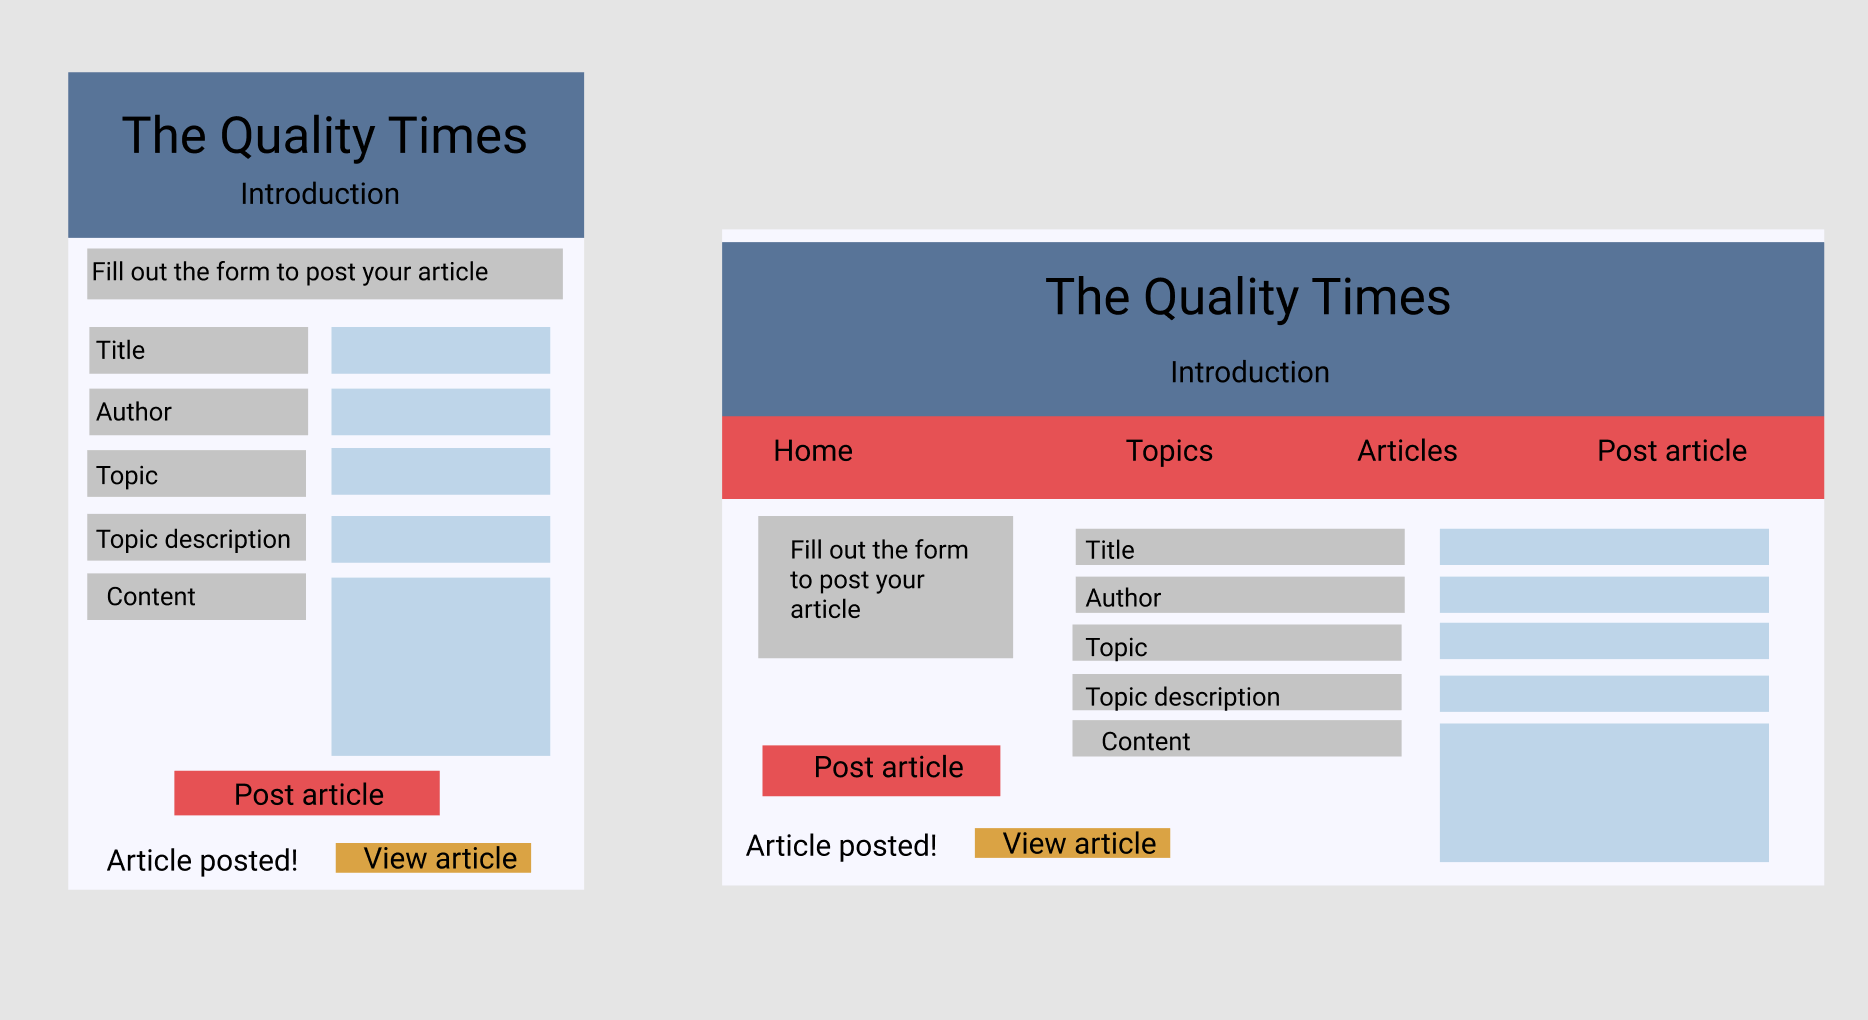 The Quality Times
Introduction
Fill out the form to post your article
Title
Author
Topic
Topic description
Content
Post article
Article posted!
View article
The Quality Times
Introduction
Home
Topics
Articles
Post article
Fill out the form
to post your
article
Title
Author
Topic
Topic description
Content
Post article
Article posted!
View article